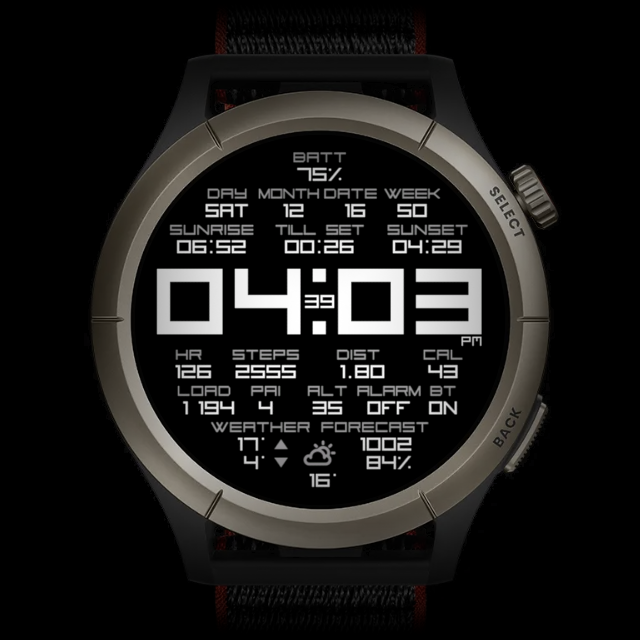 BATT
75%
DAY MONTH DATE WEEK
SAT 12 16 50
SUNRISE TILL SET SUNSET
06:52 00:26 04:29
04:03
39
PM
HR STEPS DIST CAL
126 2555 1.80 43
LOAD PAI ALT ALARM BT
1 194 4 35 OFF ON
WEATHER FORECAST
17° 1002
4° 84%
16°
SELECT
BACK